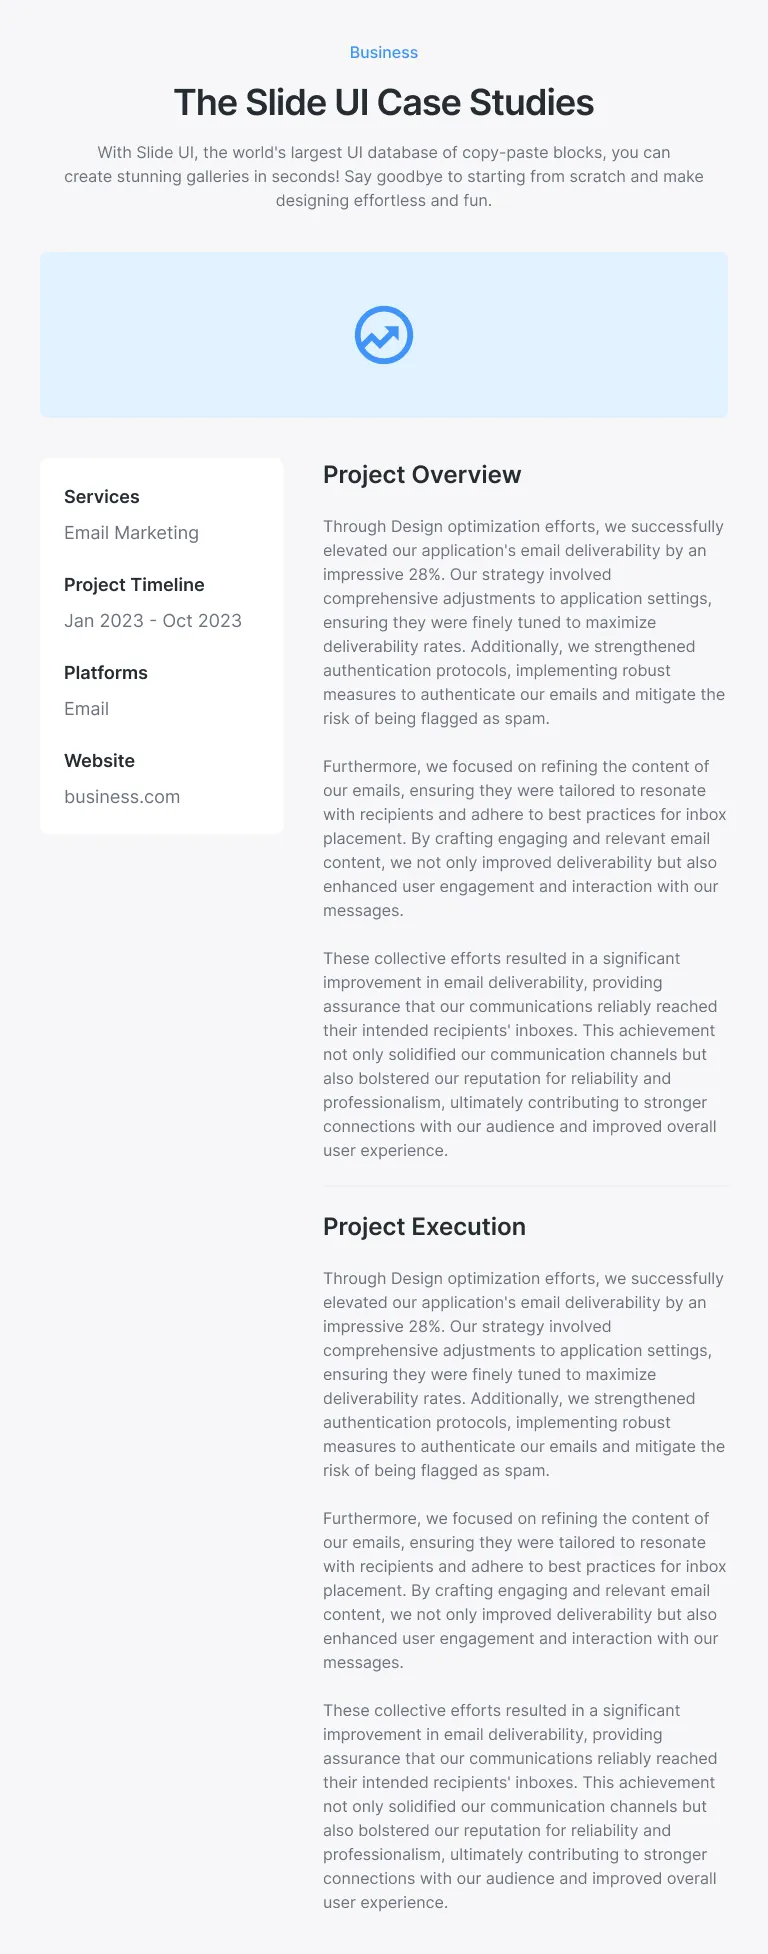 Business
The Slide UI Case Studies
With Slide UI, the world's largest UI database of copy-paste blocks, you can
create stunning galleries in seconds! Say goodbye to starting from scratch and make
designing effortless and fun.
Services
Email Marketing
Project Timeline
Jan 2023 - Oct 2023
Platforms
Email
Website
business.com
Project Overview
Through Design optimization efforts, we successfully
elevated our application's email deliverability by an
impressive 28%. Our strategy involved
comprehensive adjustments to application settings,
ensuring they were finely tuned to maximize
deliverability rates. Additionally, we strengthened
authentication protocols, implementing robust
measures to authenticate our emails and mitigate the
risk of being flagged as spam.
Furthermore, we focused on refining the content of
our emails, ensuring they were tailored to resonate
with recipients and adhere to best practices for inbox
placement. By crafting engaging and relevant email
content, we not only improved deliverability but also
enhanced user engagement and interaction with our
messages.
These collective efforts resulted in a significant
improvement in email deliverability, providing
assurance that our communications reliably reached
their intended recipients' inboxes. This achievement
not only solidified our communication channels but
also bolstered our reputation for reliability and
professionalism, ultimately contributing to stronger
connections with our audience and improved overall
user experience.
Project Execution
Through Design optimization efforts, we successfully
elevated our application's email deliverability by an
impressive 28%. Our strategy involved
comprehensive adjustments to application settings,
ensuring they were finely tuned to maximize
deliverability rates. Additionally, we strengthened
authentication protocols, implementing robust
measures to authenticate our emails and mitigate the
risk of being flagged as spam.
Furthermore, we focused on refining the content of
our emails, ensuring they were tailored to resonate
with recipients and adhere to best practices for inbox
placement. By crafting engaging and relevant email
content, we not only improved deliverability but also
enhanced user engagement and interaction with our
messages.
These collective efforts resulted in a significant
improvement in email deliverability, providing
assurance that our communications reliably reached
their intended recipients' inboxes. This achievement
not only solidified our communication channels but
also bolstered our reputation for reliability and
professionalism, ultimately contributing to stronger
connections with our audience and improved overall
user experience.